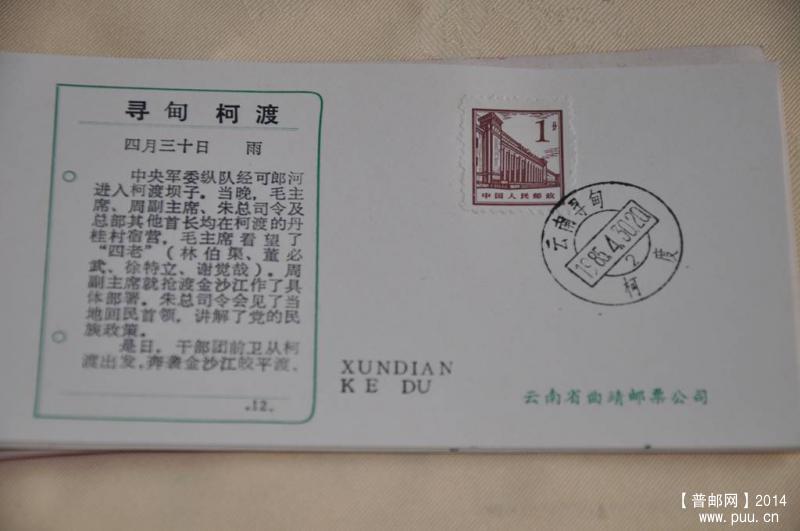 寻甸 柯渡
四月三十日 雨
中央军委纵队经可郎河
进入柯渡坝子。当晚，毛主
席、周副主席、朱总司令及
总部其他首长均在柯渡的丹
桂村宿营，毛主席看望了
“四老”（林伯渠、董必
武、徐特立、谢觉哉）。周
副主席就抢渡金沙江作了具
体部署。朱总司令会见了当
地回民首领，讲解了党的民
族政策。
是日，干部团前卫从柯
渡出发，奔袭金沙江皎平渡。
.12.
1分
中国人民邮政
云南寻甸
1985.4.30.20
2
柯渡
XUNDIAN
KE DU
云南省曲靖邮票公司
【普邮网】2014
www.puu.cn